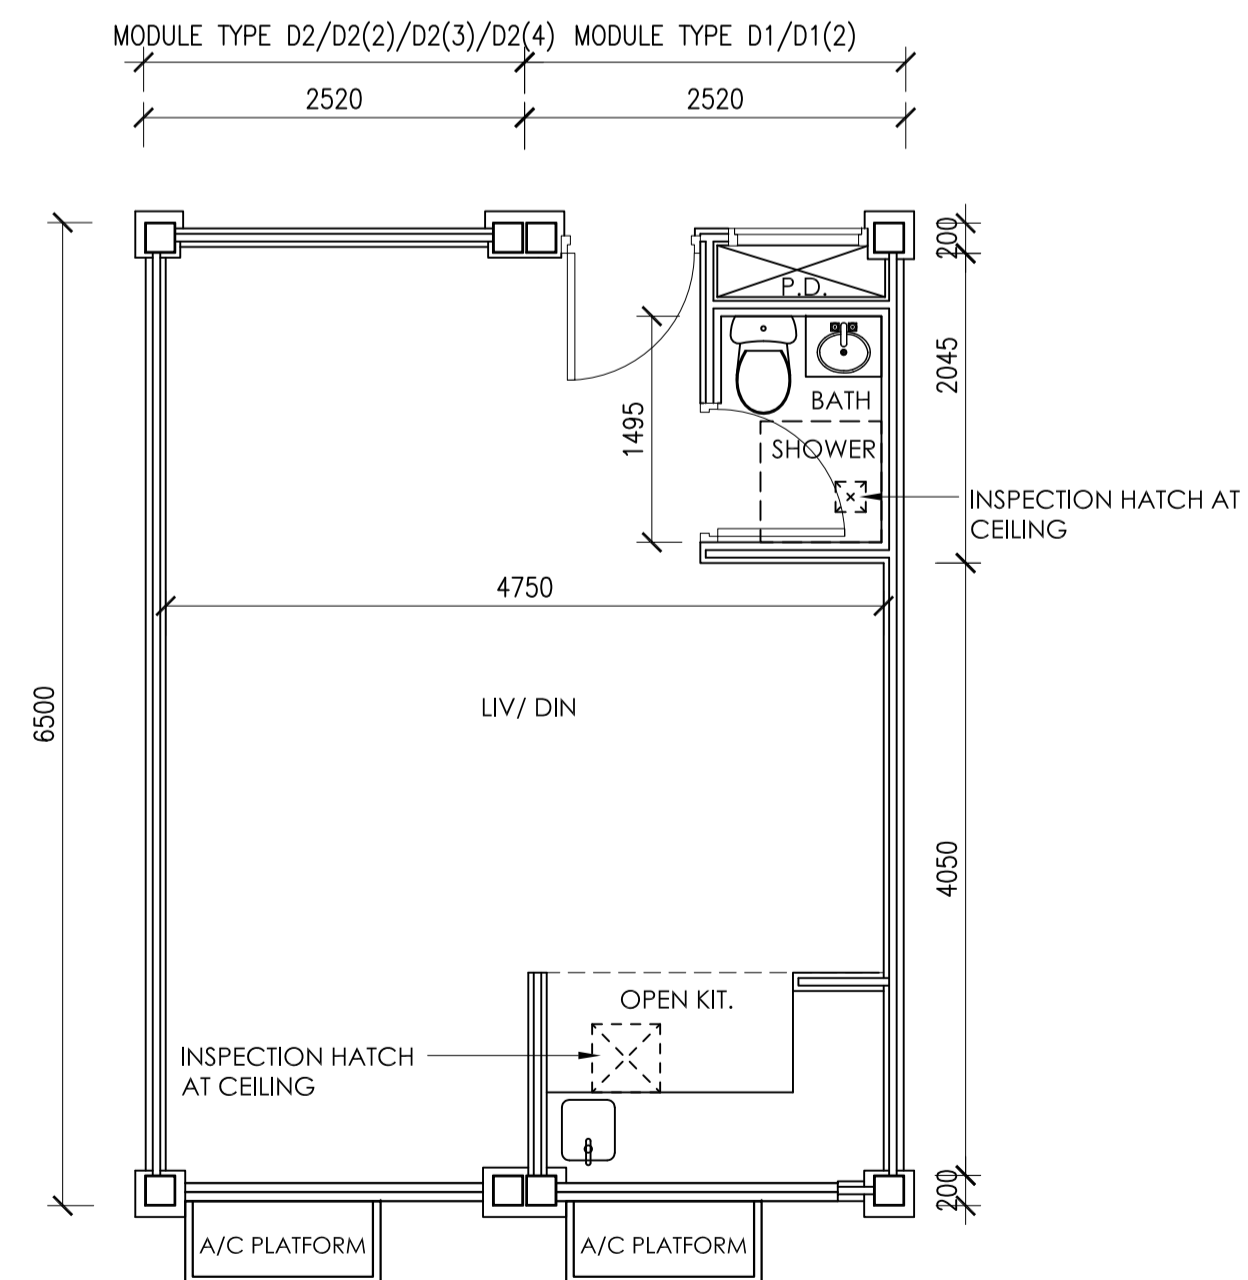 MODULE TYPE D2/D2(2)/D2(3)/D2(4) MODULE TYPE D1/D1(2)
2520 2520
200
P.D.
2045
BATH
1495
SHOWER
INSPECTION HATCH AT
CEILING
4750
6500
LIV/ DIN
4050
OPEN KIT.
INSPECTION HATCH
AT CEILING
200
A/C PLATFORM A/C PLATFORM